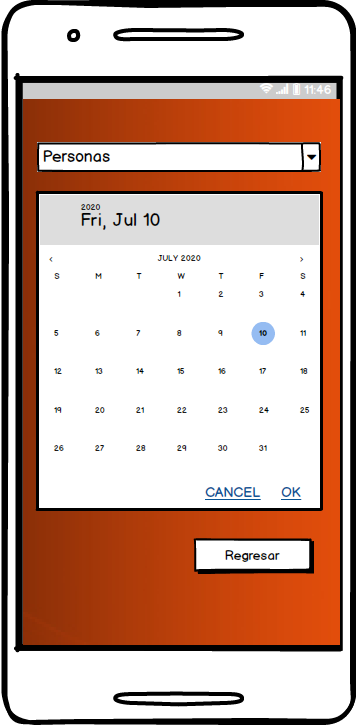 11:46
Personas
2020
Fri, Jul 10
‹ JULY 2020 ›
S M T W T F S
1 2 3 4
5 6 7 8 9 10 11
12 13 14 15 16 17 18
19 20 21 22 23 24 25
26 27 28 29 30 31
CANCEL OK
Regresar